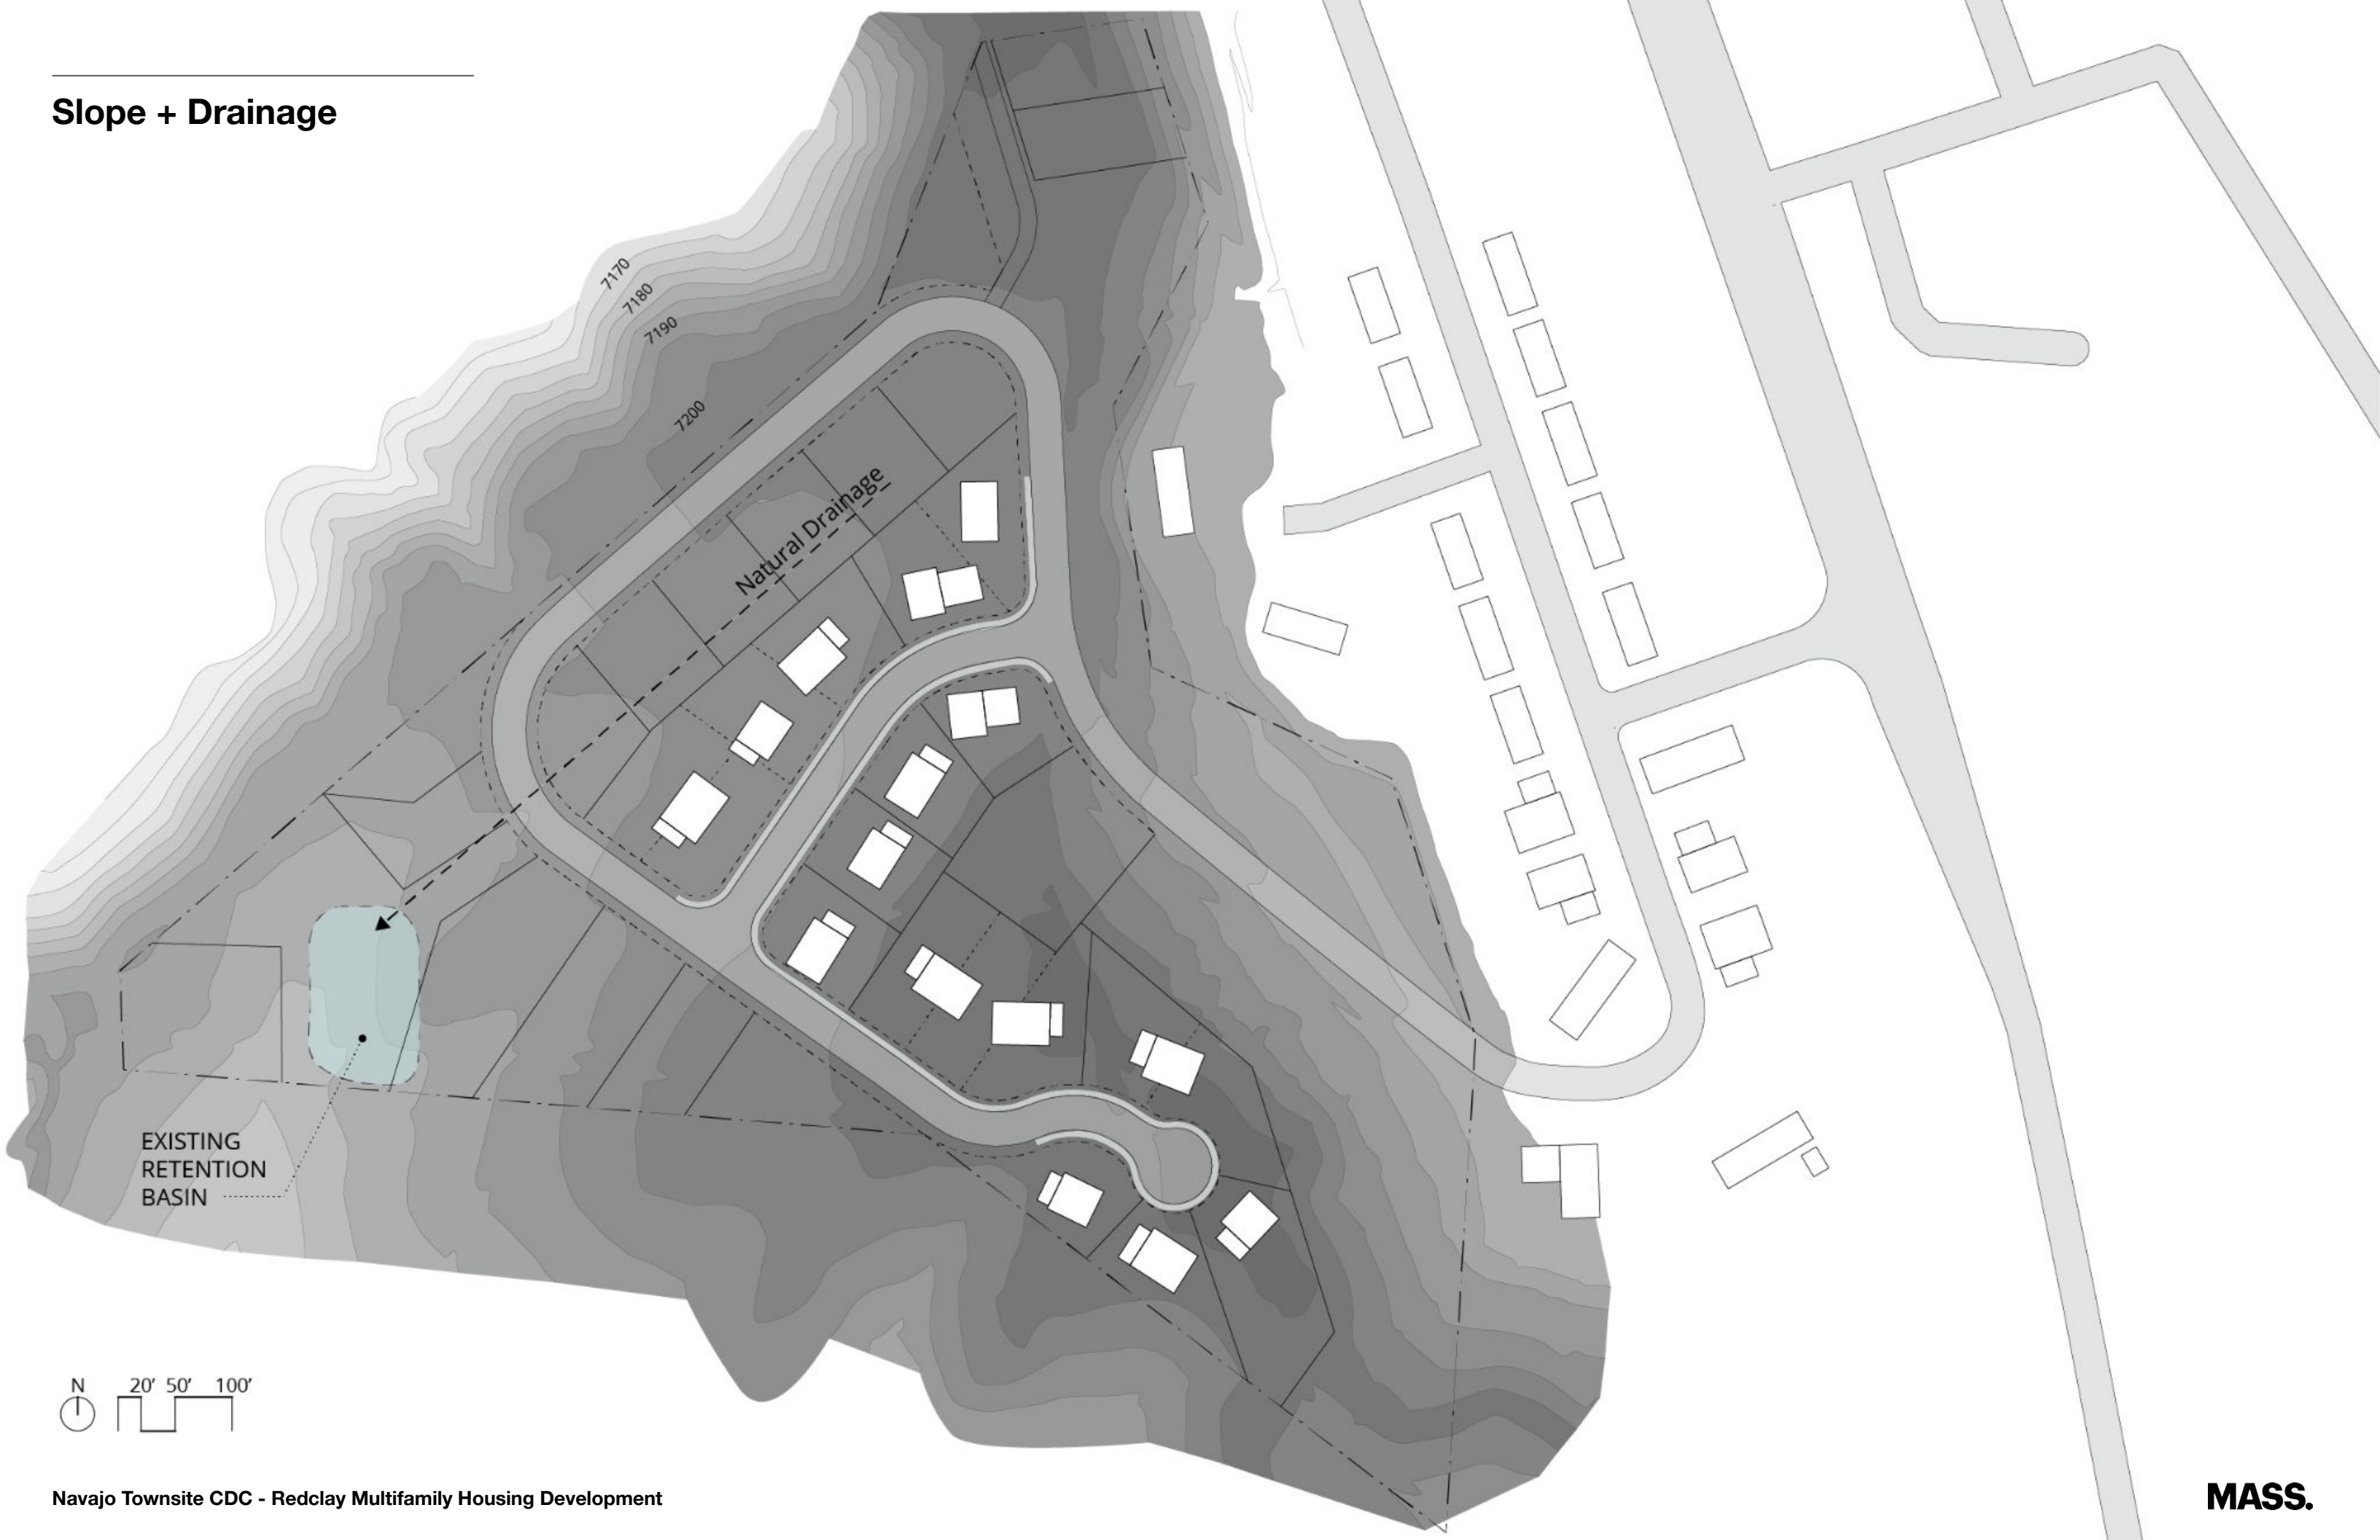 Slope + Drainage
7170
7180
7190
7200
Natural Drainage
EXISTING
RETENTION
BASIN
N
20' 50' 100'
Navajo Townsite CDC - Redclay Multifamily Housing Development
MASS.